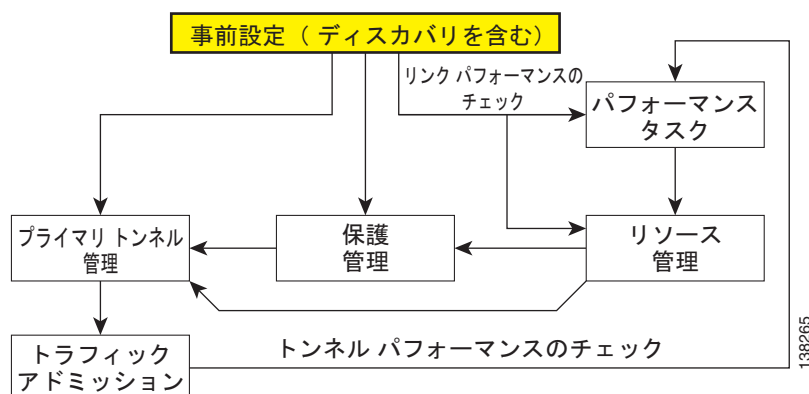 事前設定（ ディスカバリを含む）
リンク パフォーマンスの
チェック
パフォーマンス
タスク
プライマリ トンネル
管理
保護
管理
リソース
管理
トラフィック
アドミッション
トンネル パフォーマンスのチェック
138265